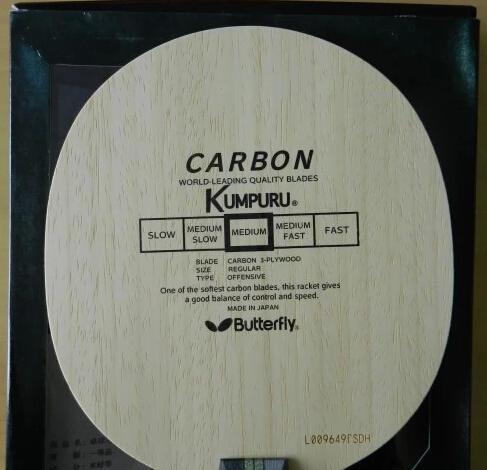 CARBON
WORLD-LEADING QUALITY BLADES
KUMPURU®
SLOW MEDIUM SLOW MEDIUM MEDIUM FAST FAST
BLADE CARBON 3-PLYWOOD
SIZE REGULAR
TYPE OFFENSIVE
One of the softest carbon blades, this racket gives
a good balance of control and speed.
MADE IN JAPAN
Butterfly®